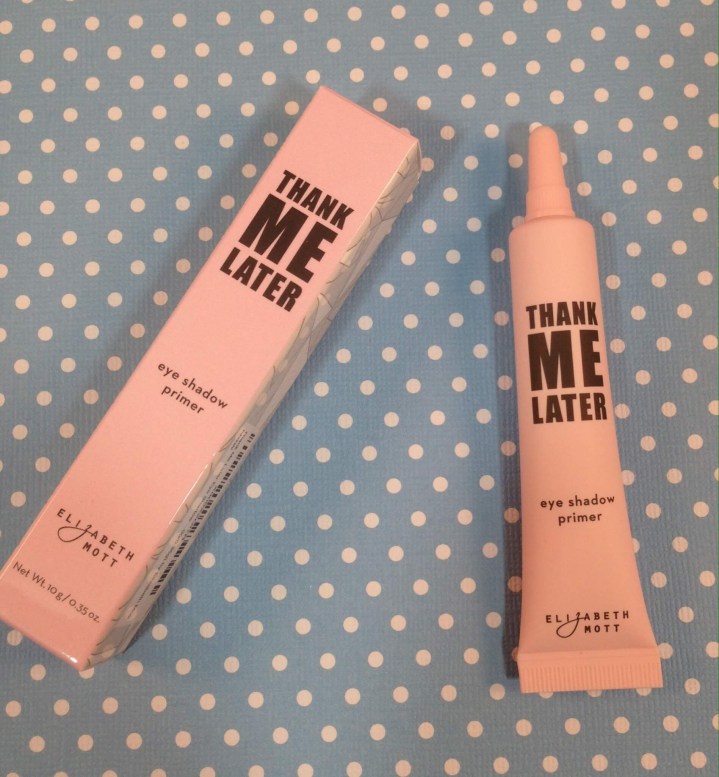 THANK
ME
LATER
eye shadow
primer
ELIZABETH
MOTT
Net Wt. 10g/0.35 oz.
THANK
ME
LATER
eye shadow
primer
ELIZABETH
MOTT